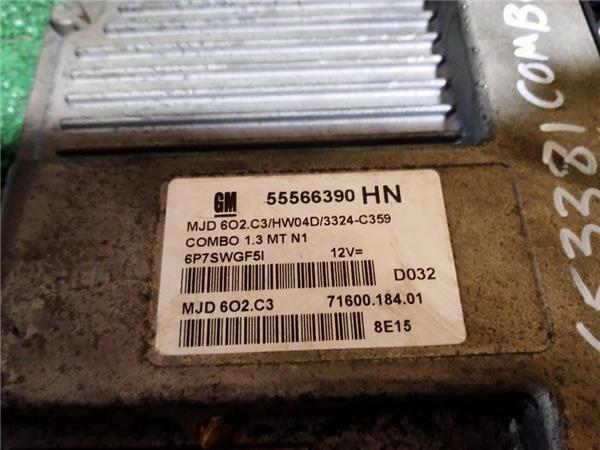 GM 55566390 HN
MJD 6O2.C3/HW04D/3324-C359
COMBO 1.3 MT N1
6P7SWGF5I 12V=
D032
MJD 6O2.C3 71600.184.01
8E15
COMB